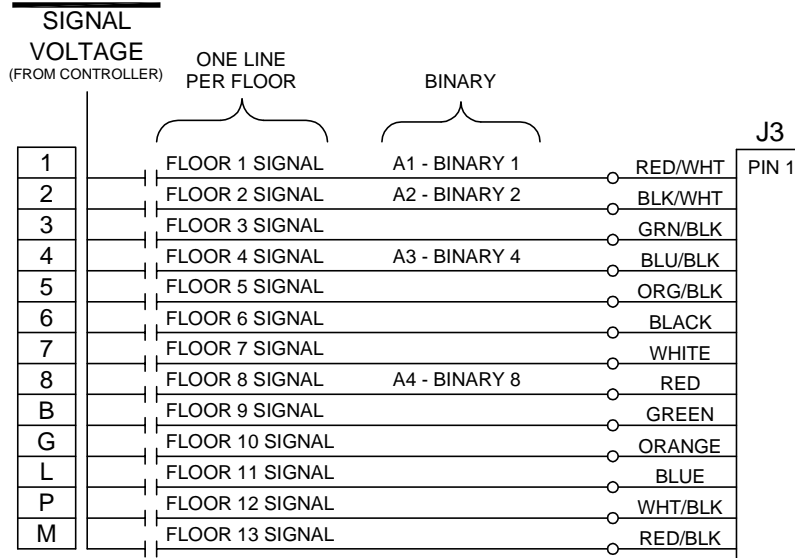 SIGNAL
VOLTAGE
(FROM CONTROLLER)
ONE LINE
PER FLOOR
BINARY
J3
1 FLOOR 1 SIGNAL A1 - BINARY 1 RED/WHT PIN 1
2 FLOOR 2 SIGNAL A2 - BINARY 2 BLK/WHT
3 FLOOR 3 SIGNAL GRN/BLK
4 FLOOR 4 SIGNAL A3 - BINARY 4 BLU/BLK
5 FLOOR 5 SIGNAL ORG/BLK
6 FLOOR 6 SIGNAL BLACK
7 FLOOR 7 SIGNAL WHITE
8 FLOOR 8 SIGNAL A4 - BINARY 8 RED
B FLOOR 9 SIGNAL GREEN
G FLOOR 10 SIGNAL ORANGE
L FLOOR 11 SIGNAL BLUE
P FLOOR 12 SIGNAL WHT/BLK
M FLOOR 13 SIGNAL RED/BLK